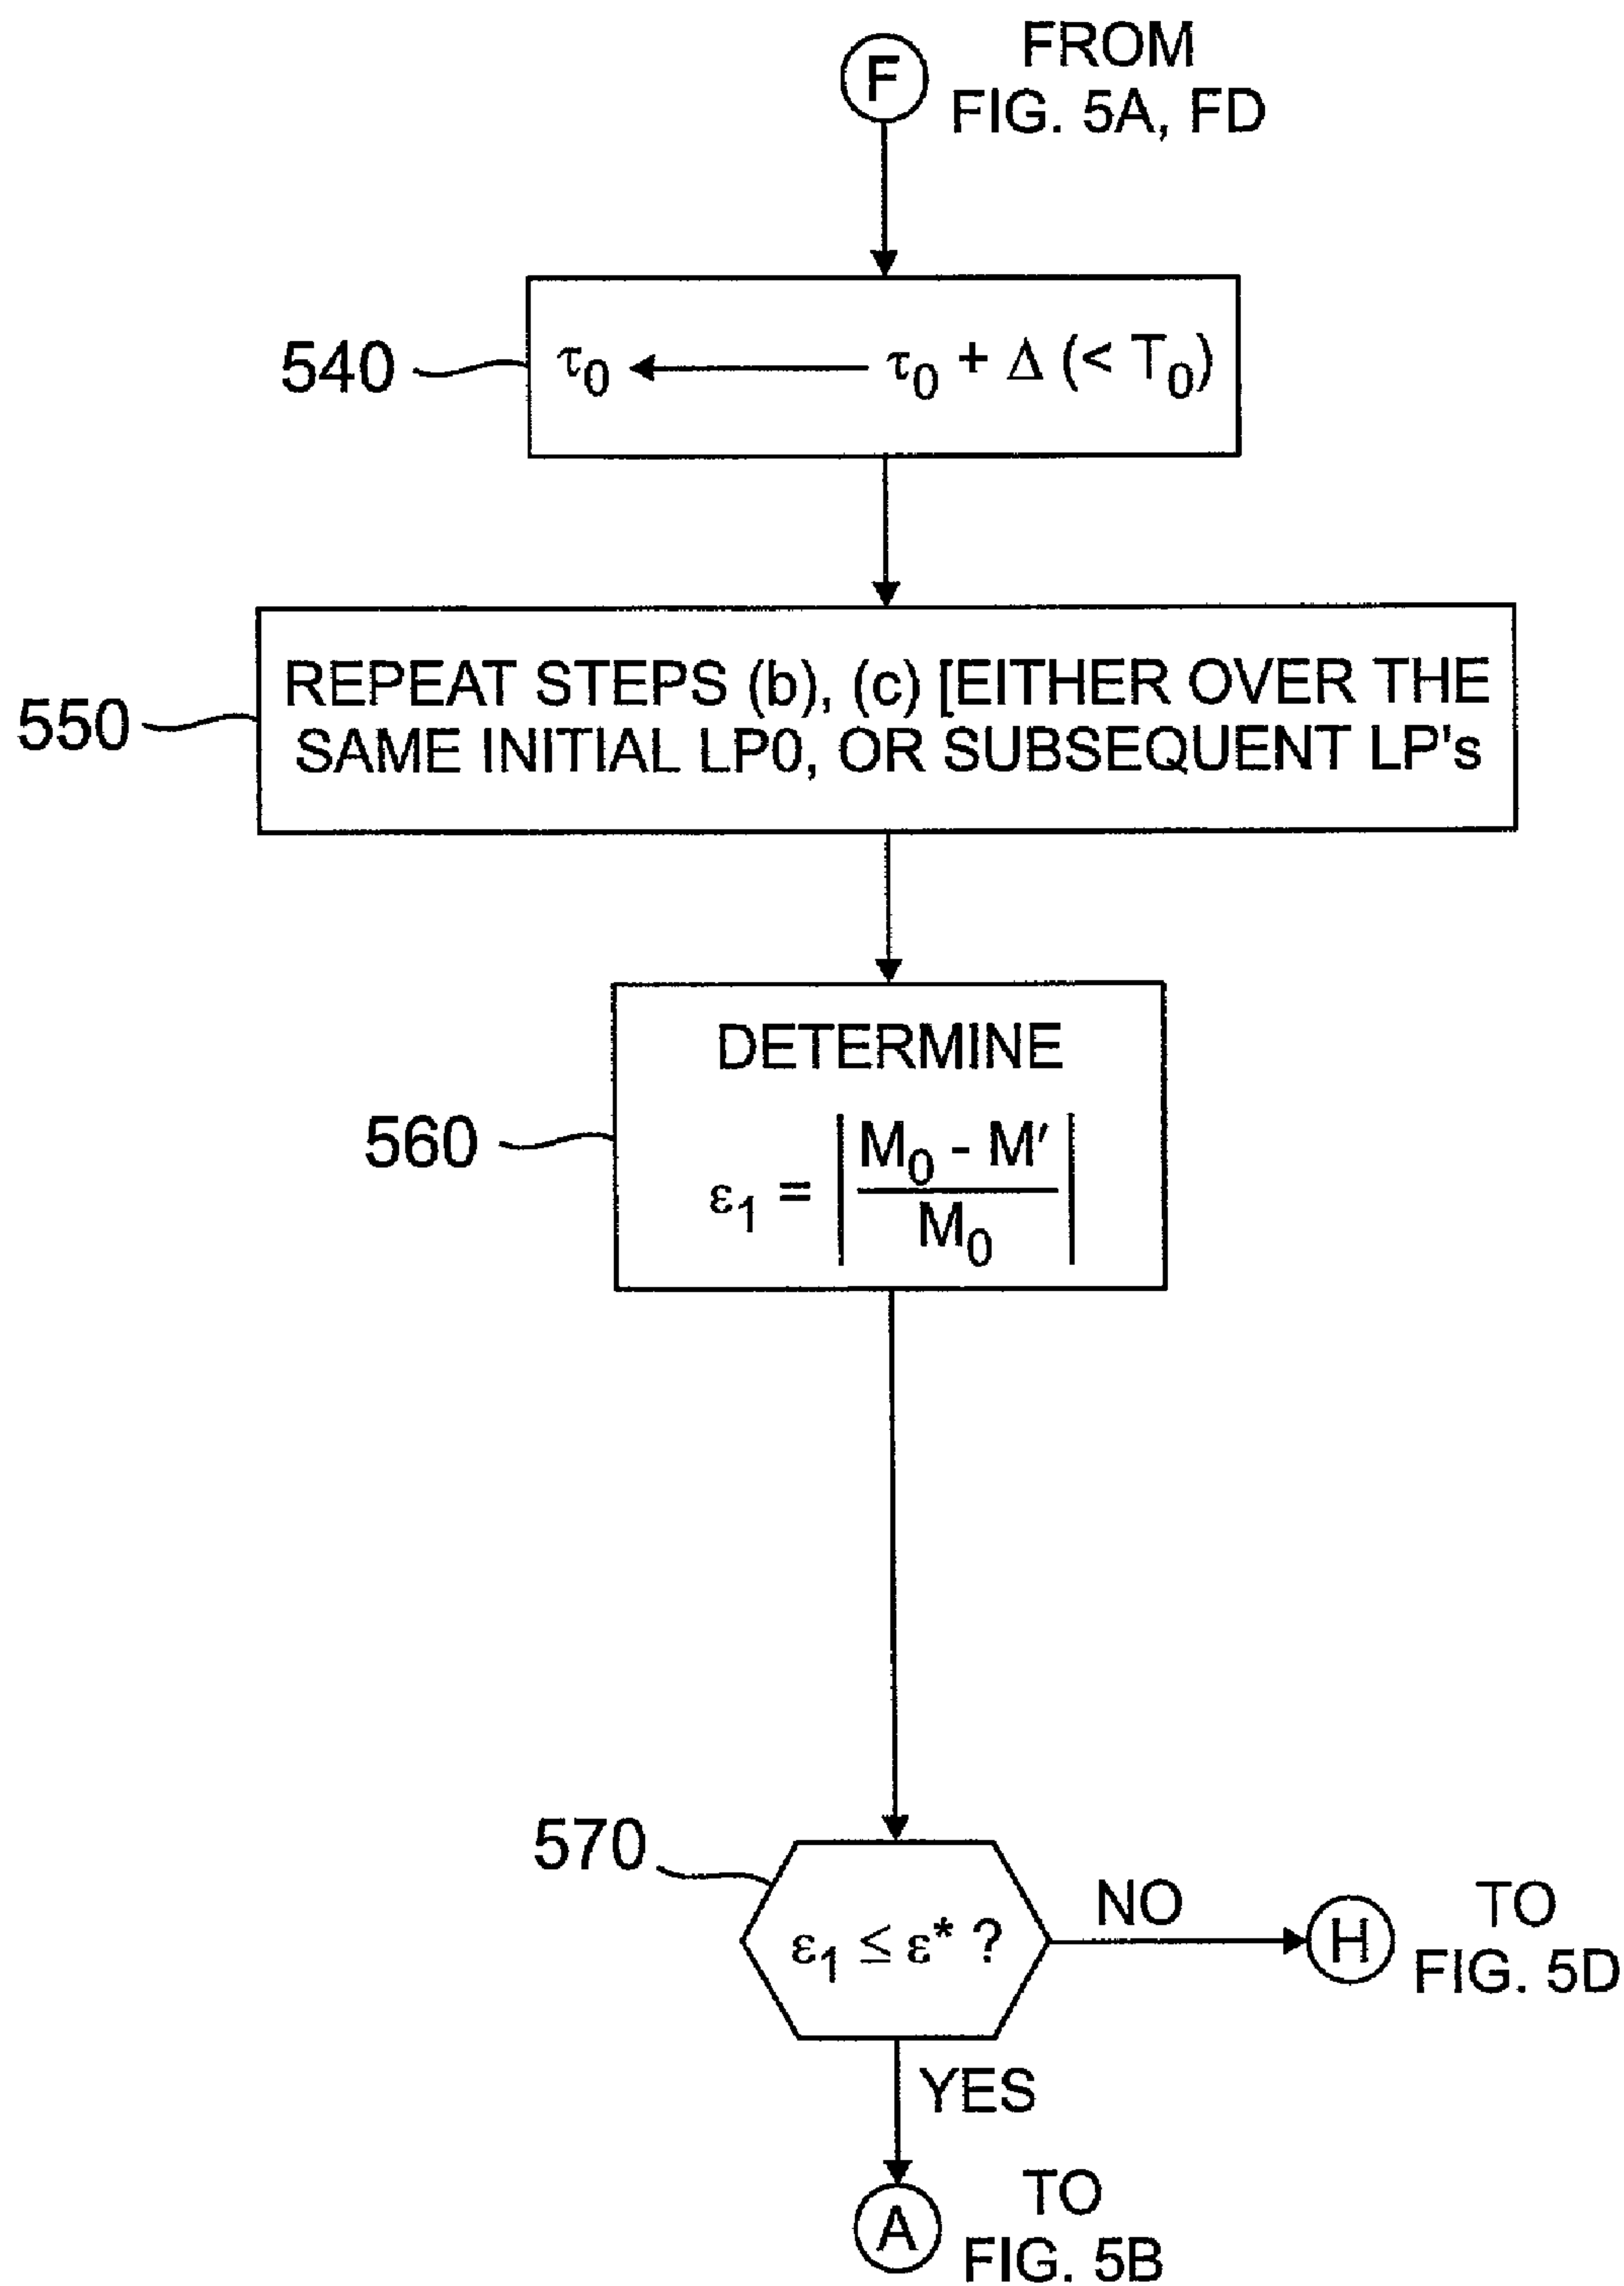 F
FROM
FIG. 5A, FD
540
τ0 ← τ0 + Δ (< T0)
550
REPEAT STEPS (b), (c) [EITHER OVER THE
SAME INITIAL LP0, OR SUBSEQUENT LP's
560
DETERMINE
ε1 = | M0 - M′ / M0 |
570
ε1 ≤ ε* ?
NO
H
TO
FIG. 5D
YES
A
TO
FIG. 5B